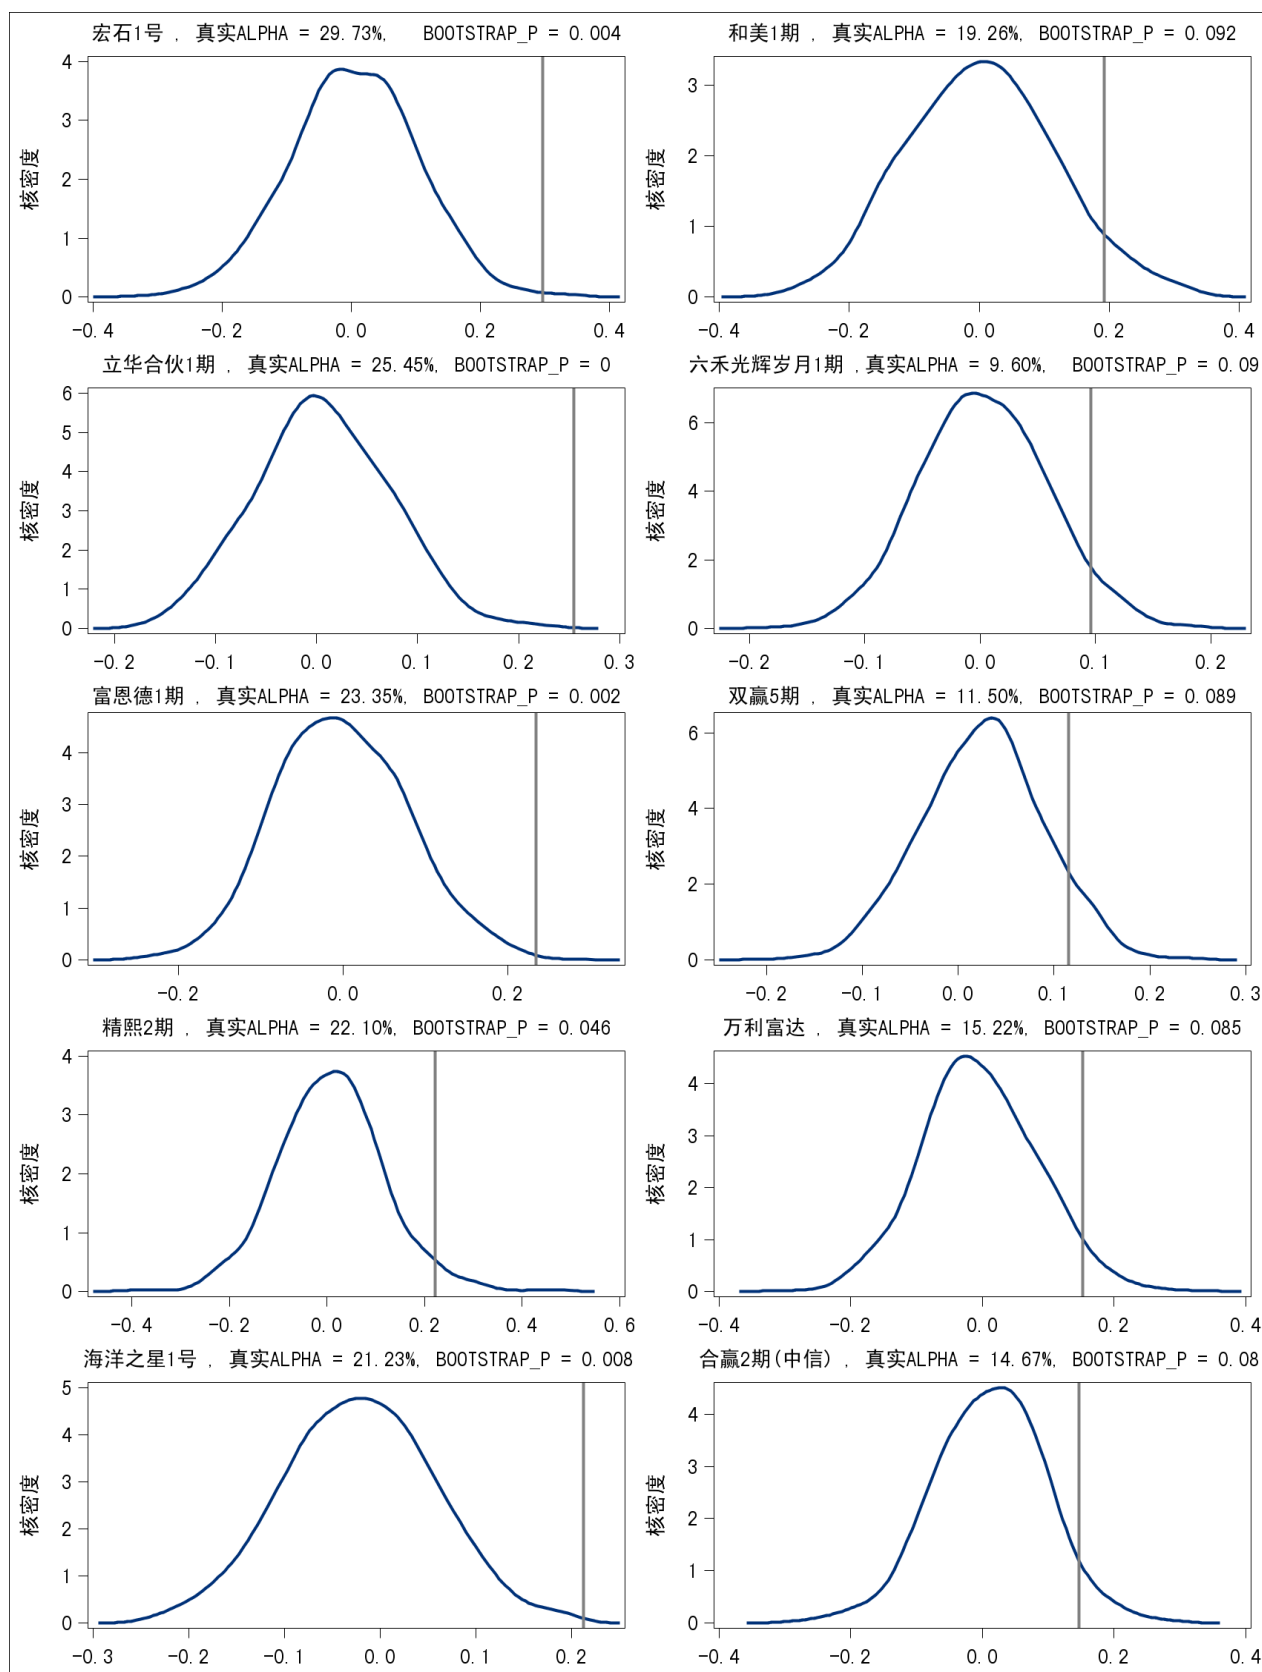 宏石1号 , 真实ALPHA = 29.73%, BOOTSTRAP_P = 0.004
核密度
4
3
2
1
0
-0.4 -0.2 0.0 0.2 0.4
和美1期 , 真实ALPHA = 19.26%, BOOTSTRAP_P = 0.092
核密度
3
2
1
0
-0.4 -0.2 0.0 0.2 0.4
立华合伙1期 , 真实ALPHA = 25.45%, BOOTSTRAP_P = 0
核密度
6
5
4
3
2
1
0
-0.2 -0.1 0.0 0.1 0.2 0.3
六禾光辉岁月1期 ,真实ALPHA = 9.60%, BOOTSTRAP_P = 0.09
核密度
6
4
2
0
-0.2 -0.1 0.0 0.1 0.2
富恩德1期 , 真实ALPHA = 23.35%, BOOTSTRAP_P = 0.002
核密度
4
3
2
1
0
-0.2 0.0 0.2
双赢5期 , 真实ALPHA = 11.50%, BOOTSTRAP_P = 0.089
核密度
6
4
2
0
-0.2 -0.1 0.0 0.1 0.2 0.3
精熙2期 , 真实ALPHA = 22.10%, BOOTSTRAP_P = 0.046
核密度
4
3
2
1
0
-0.4 -0.2 0.0 0.2 0.4 0.6
万利富达 , 真实ALPHA = 15.22%, BOOTSTRAP_P = 0.085
核密度
4
3
2
1
0
-0.4 -0.2 0.0 0.2 0.4
海洋之星1号 , 真实ALPHA = 21.23%, BOOTSTRAP_P = 0.008
核密度
5
4
3
2
1
0
-0.3 -0.2 -0.1 0.0 0.1 0.2
合赢2期(中信) , 真实ALPHA = 14.67%, BOOTSTRAP_P = 0.08
核密度
4
3
2
1
0
-0.4 -0.2 0.0 0.2 0.4